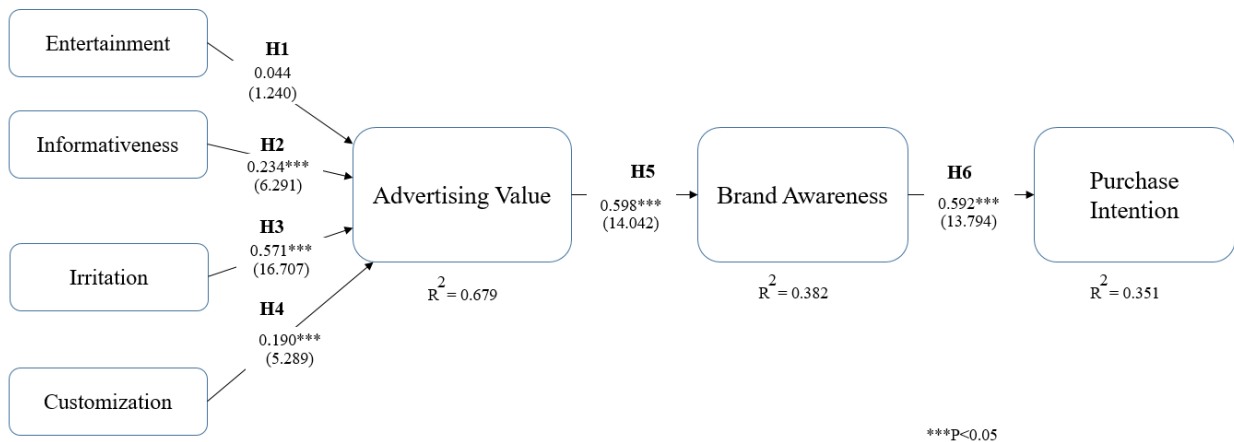 Entertainment
H1
0.044
(1.240)
Informativeness
H2
0.234***
(6.291)
H3
0.571***
(16.707)
Irritation
H4
0.190***
(5.289)
Customization
Advertising Value
R2 = 0.679
H5
0.598***
(14.042)
Brand Awareness
R2 = 0.382
H6
0.592***
(13.794)
Purchase
Intention
R2 = 0.351
***P<0.05